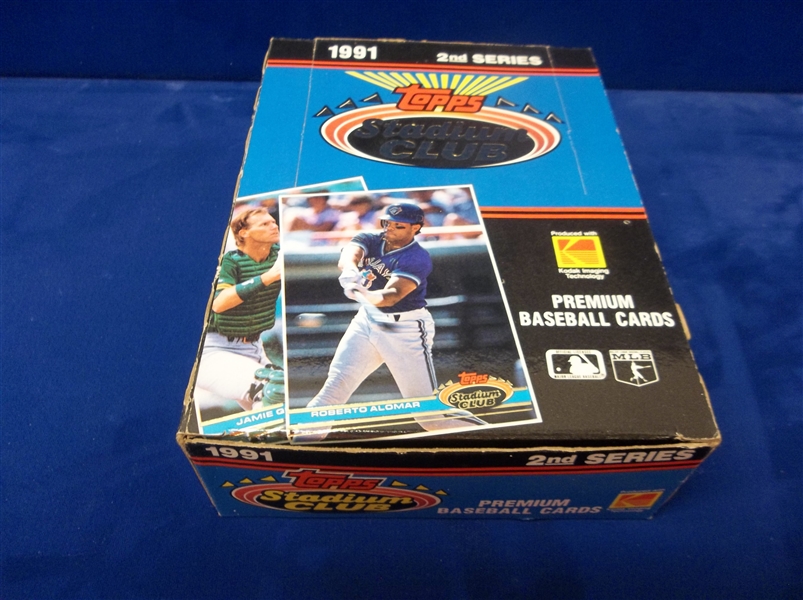 1991
2nd SERIES
TOPPS
Stadium
CLUB
Produced with
Kodak
Kodak Imaging
Technology
PREMIUM
BASEBALL CARDS
MLB
JAMIE
ROBERTO ALOMAR
TOPPS
Stadium
CLUB
1991
2nd SERIES
TOPPS
Stadium
CLUB
PREMIUM
BASEBALL CARDS